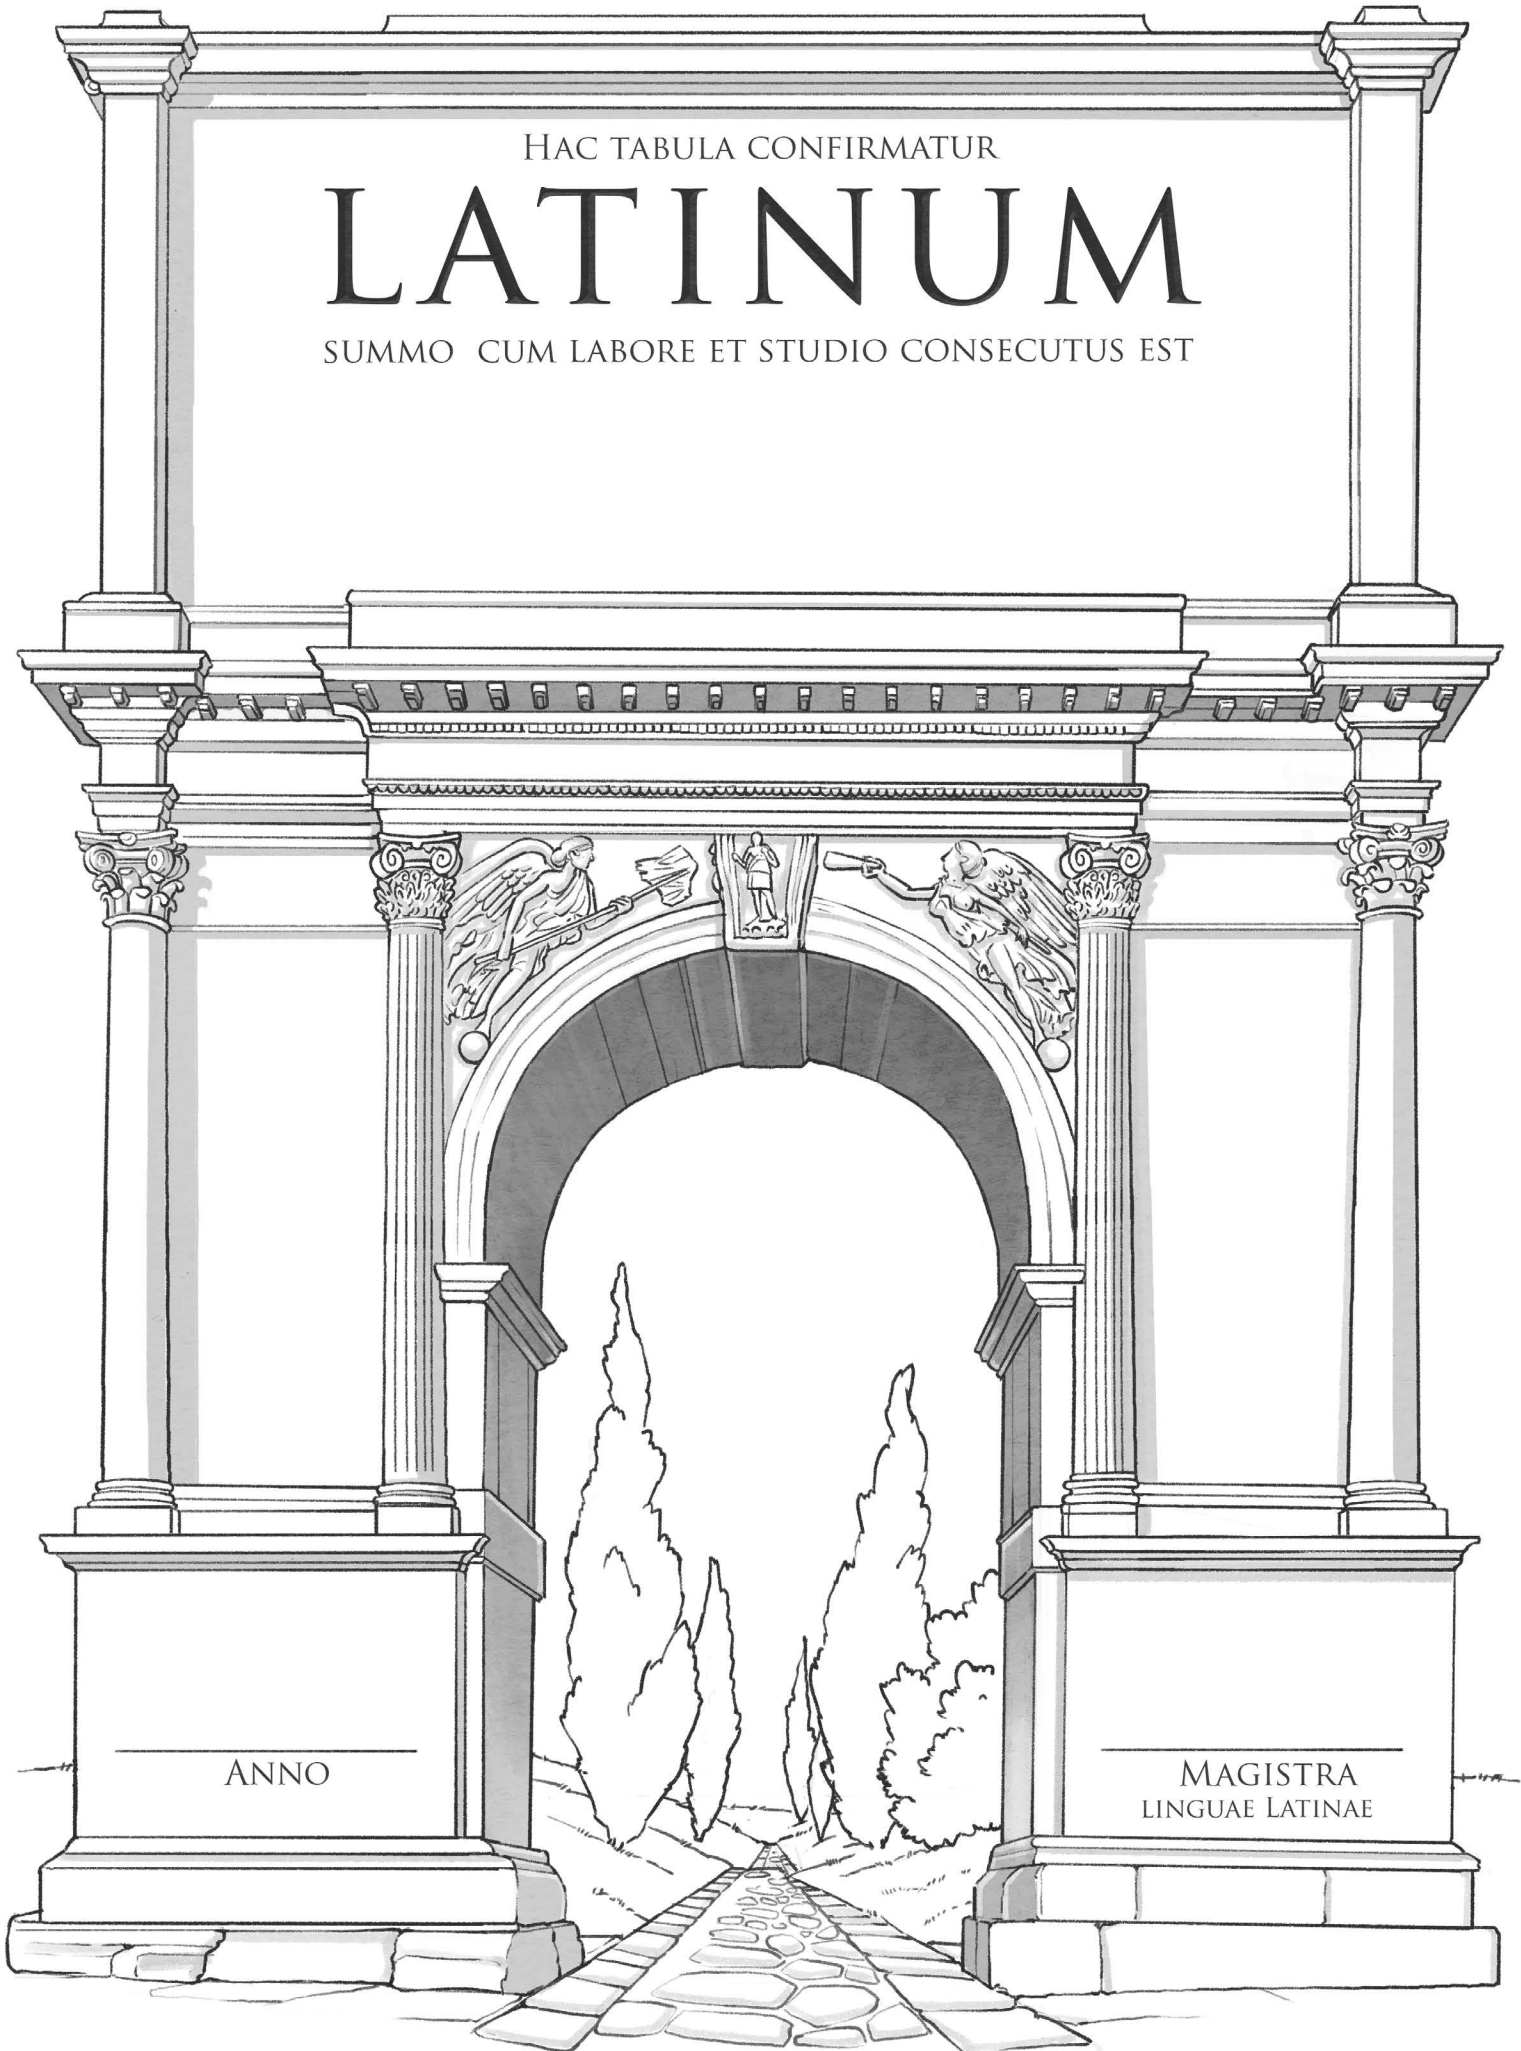 Hac tabula confirmatur
LATINUM
summo cum labore et studio consecutus est
Anno
Magistra
linguae Latinae